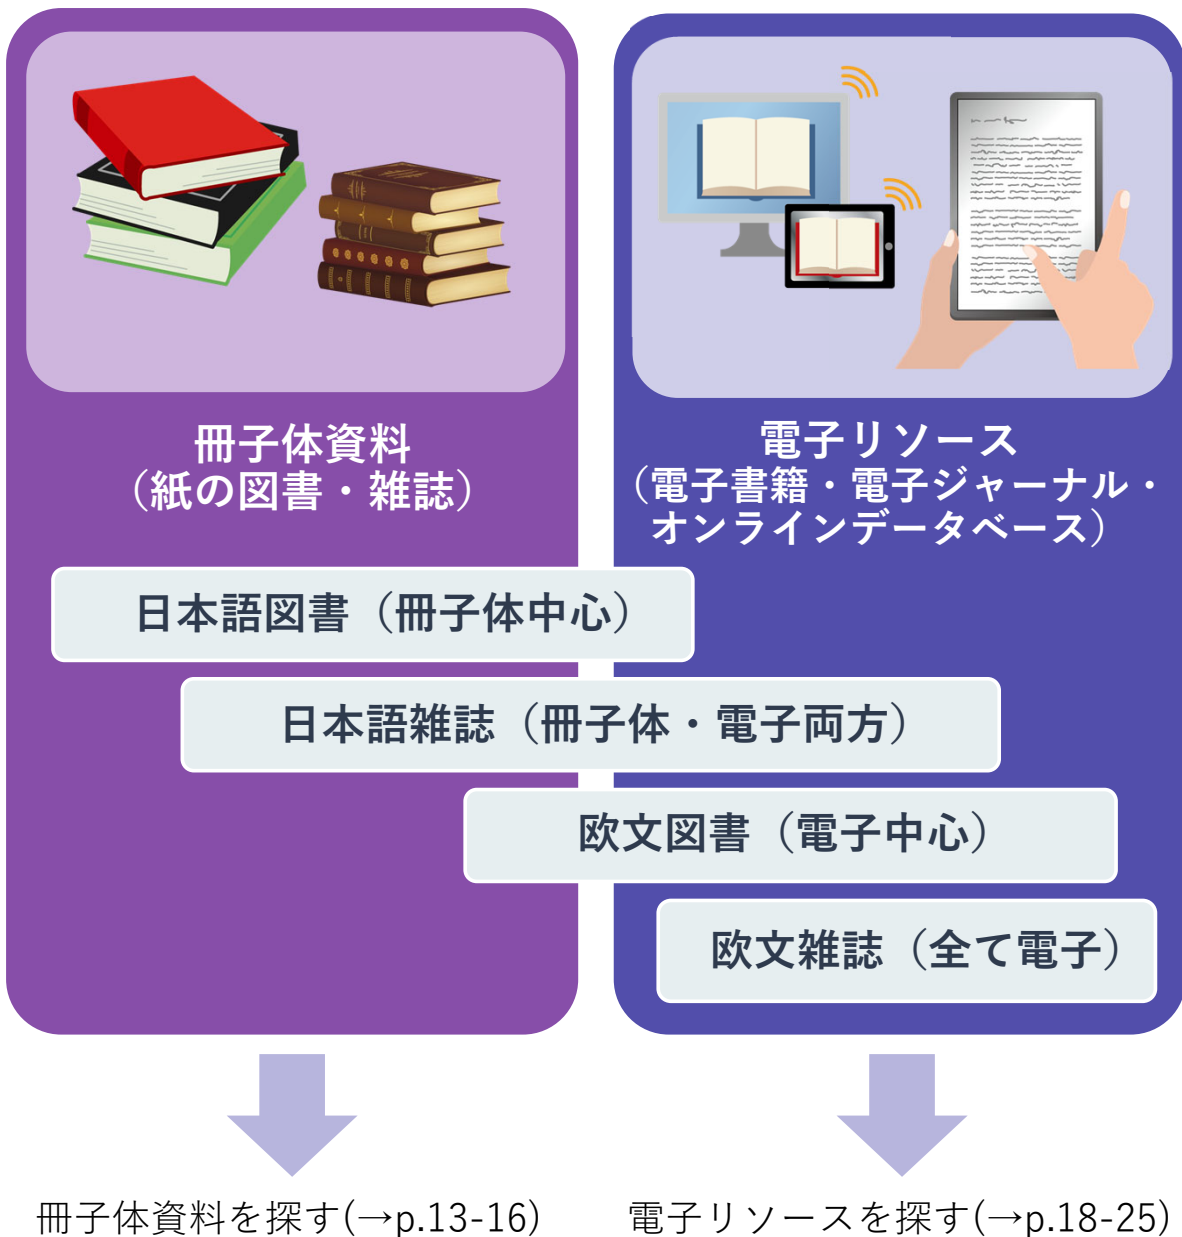 冊子体資料
（紙の図書・雑誌）
電子リソース
（電子書籍・電子ジャーナル・
オンラインデータベース）
日本語図書（冊子体中心）
日本語雑誌（冊子体・電子両方）
欧文図書（電子中心）
欧文雑誌（全て電子）
冊子体資料を探す(→p.13-16)
電子リソースを探す(→p.18-25)